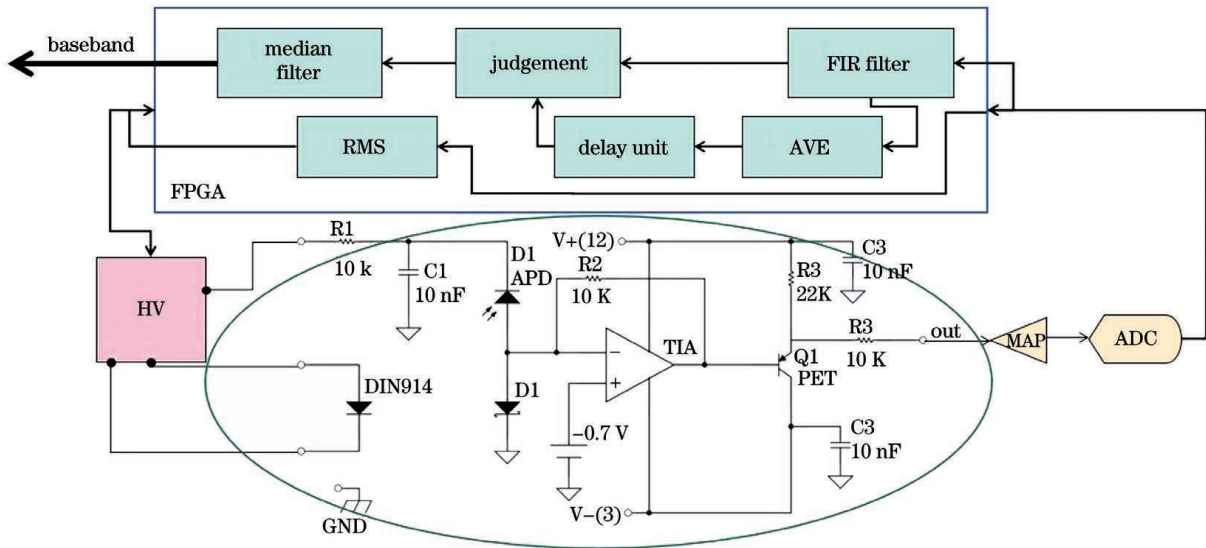 baseband
median
filter
judgement
FIR filter
RMS
delay unit
AVE
FPGA
R1
10 k
C1
10 nF
D1
APD
V+(12)
R2
10 K
R3
22K
C3
10 nF
HV
TIA
R3
10 K
out
MAP
ADC
Q1
PET
DIN914
D1
−
+
−0.7 V
C3
10 nF
V−(3)
GND